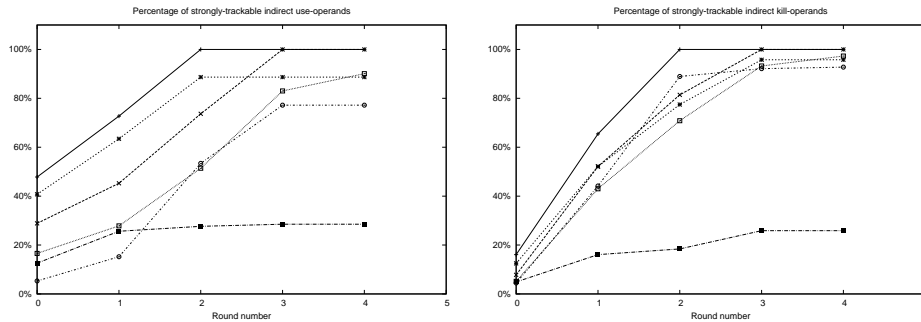 Percentage of strongly-trackable indirect use-operands
100%
80%
60%
40%
20%
0%
0 1 2 3 4 5
Round number
Percentage of strongly-trackable indirect kill-operands
100%
80%
60%
40%
20%
0%
0 1 2 3 4
Round number